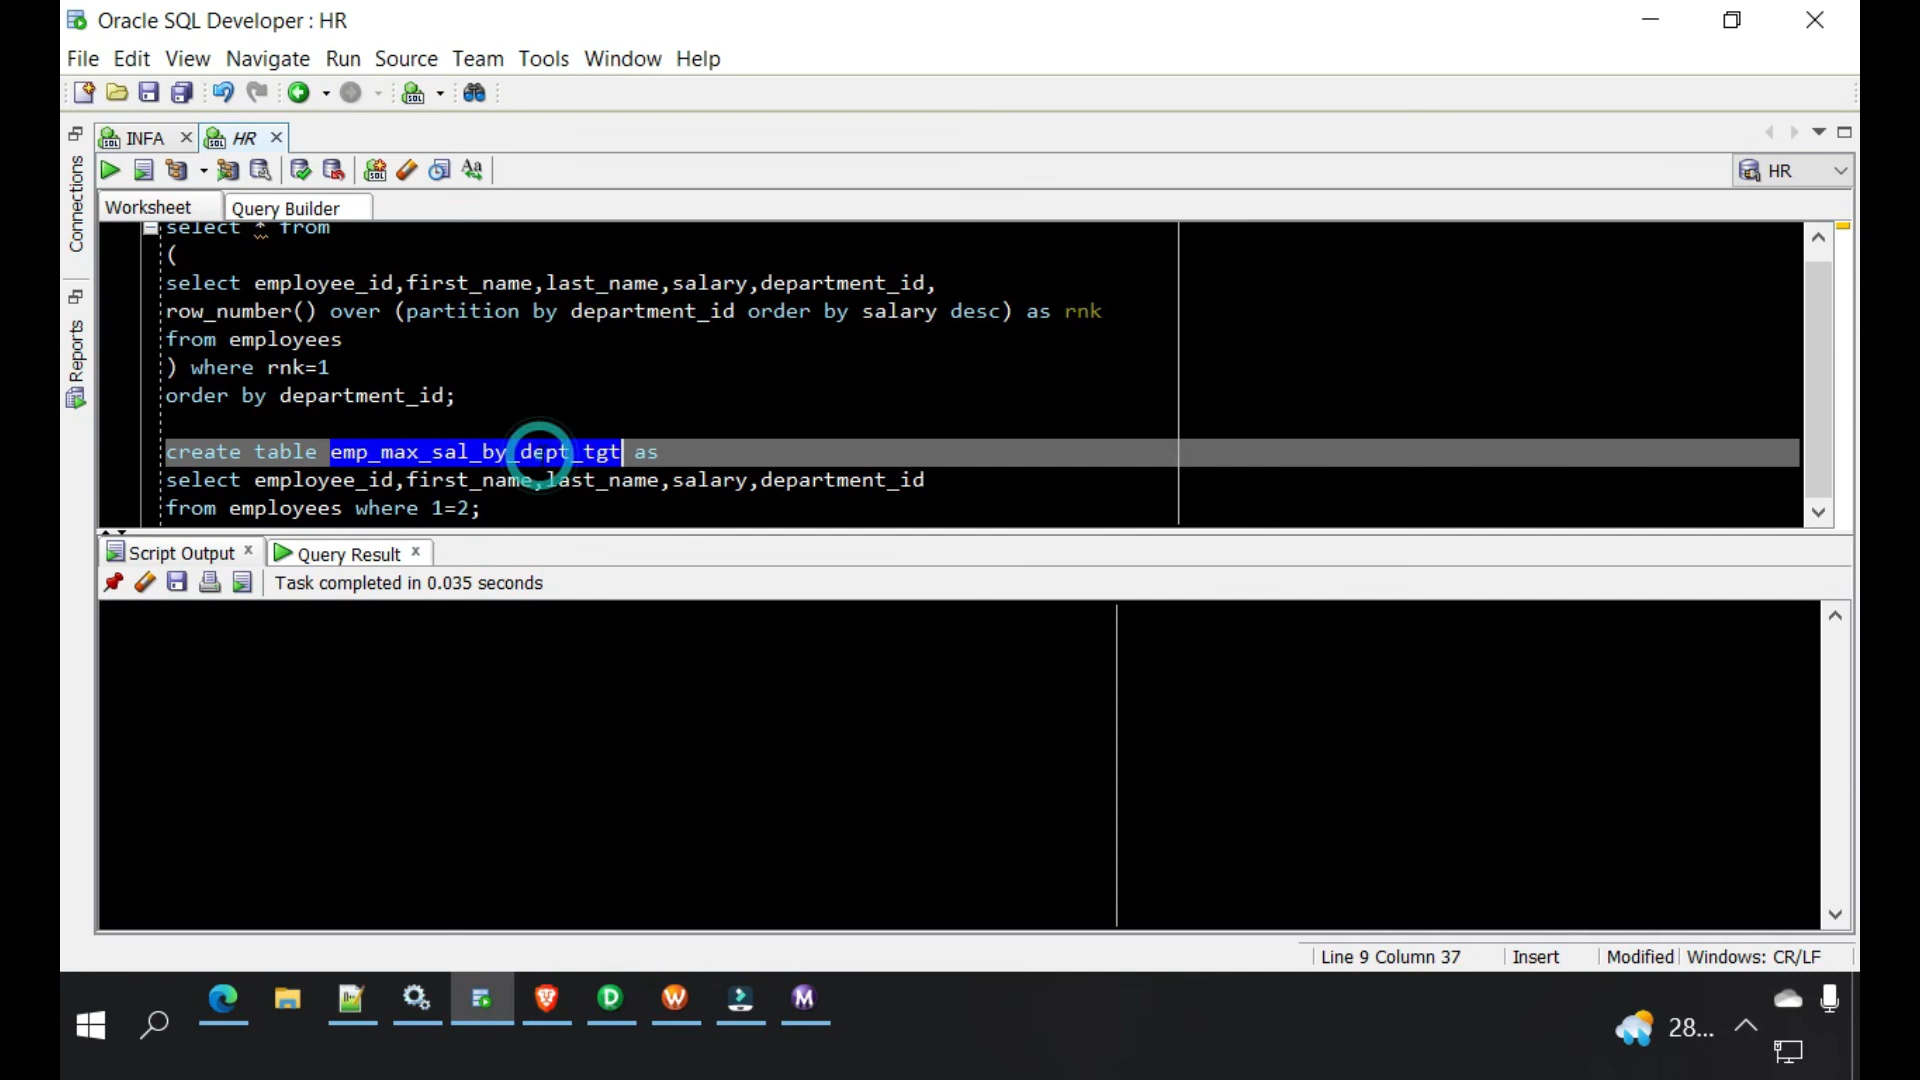 Oracle SQL Developer : HR
File Edit View Navigate Run Source Team Tools Window Help
INFA HR
HR
Worksheet Query Builder
Connections
Reports
select * from
(
select employee_id,first_name,last_name,salary,department_id,
row_number() over (partition by department_id order by salary desc) as rnk
from employees
) where rnk=1
order by department_id;
create table emp_max_sal_by_dept_tgt as
select employee_id,first_name,last_name,salary,department_id
from employees where 1=2;
Script Output Query Result
Task completed in 0.035 seconds
Line 9 Column 37 Insert Modified Windows: CR/LF
28...